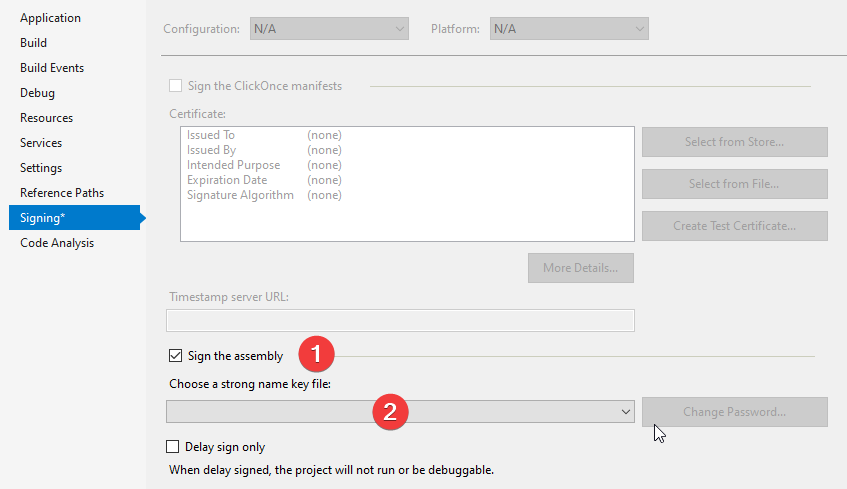 Application
Build
Build Events
Debug
Resources
Services
Settings
Reference Paths
Signing*
Code Analysis
Configuration: N/A Platform: N/A
Sign the ClickOnce manifests
Certificate:
Issued To (none)
Issued By (none)
Intended Purpose (none)
Expiration Date (none)
Signature Algorithm (none)
Select from Store...
Select from File...
Create Test Certificate...
More Details...
Timestamp server URL:
Sign the assembly 1
Choose a strong name key file:
2 Change Password...
Delay sign only
When delay signed, the project will not run or be debuggable.